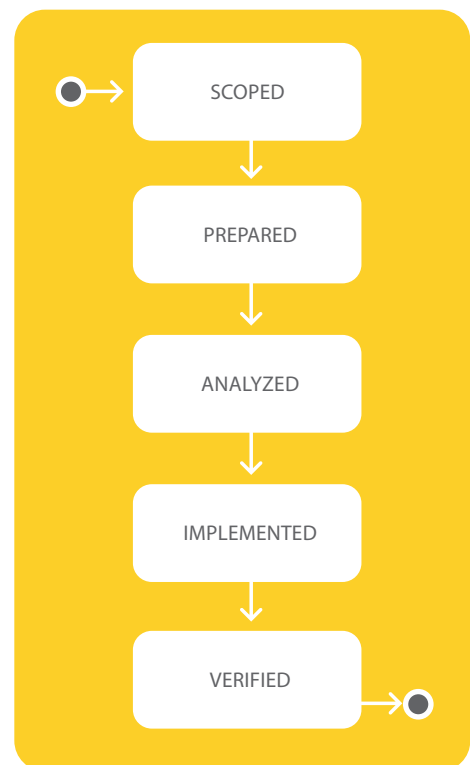 SCOPED
PREPARED
ANALYZED
IMPLEMENTED
VERIFIED